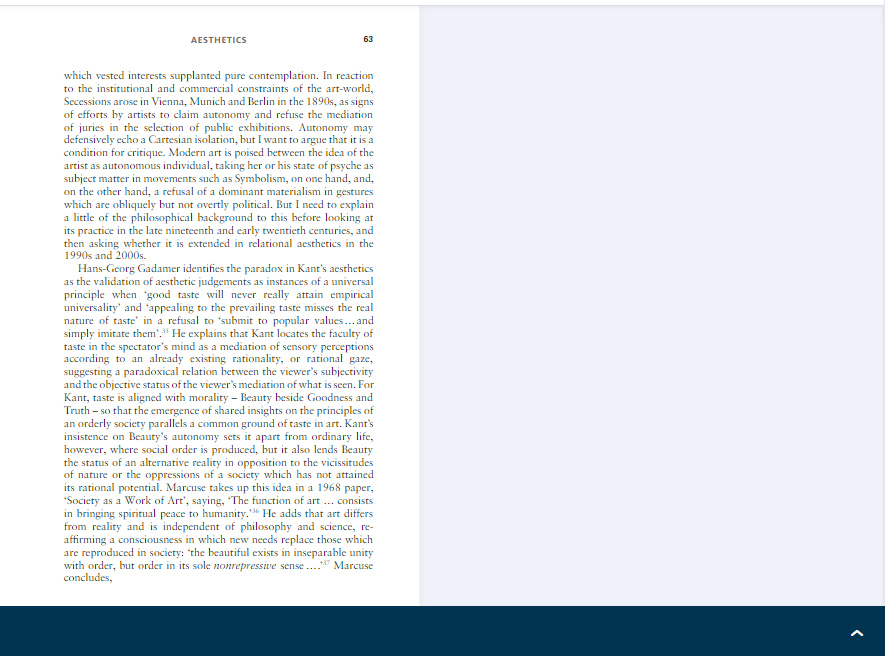 AESTHETICS 63
which vested interests supplanted pure contemplation. In reaction
to the institutional and commercial constraints of the art-world,
Secessions arose in Vienna, Munich and Berlin in the 1890s, as signs
of efforts by artists to claim autonomy and refuse the mediation
of juries in the selection of public exhibitions. Autonomy may
defensively echo a Cartesian isolation, but I want to argue that it is a
condition for critique. Modern art is poised between the idea of the
artist as autonomous individual, taking her or his state of psyche as
subject matter in movements such as Symbolism, on one hand, and,
on the other hand, a refusal of a dominant materialism in gestures
which are obliquely but not overtly political. But I need to explain
a little of the philosophical background to this before looking at
its practice in the late nineteenth and early twentieth centuries, and
then asking whether it is extended in relational aesthetics in the
1990s and 2000s.
Hans-Georg Gadamer identifies the paradox in Kant's aesthetics
as the validation of aesthetic judgements as instances of a universal
principle when 'good taste will never really attain empirical
universality' and 'appealing to the prevailing taste misses the real
nature of taste' in a refusal to 'submit to popular values ... and
simply imitate them'.³⁵ He explains that Kant locates the faculty of
taste in the spectator's mind as a mediation of sensory perceptions
according to an already existing rationality, or rational gaze,
suggesting a paradoxical relation between the viewer's subjectivity
and the objective status of the viewer's mediation of what is seen. For
Kant, taste is aligned with morality – Beauty beside Goodness and
Truth – so that the emergence of shared insights on the principles of
an orderly society parallels a common ground of taste in art. Kant's
insistence on Beauty's autonomy sets it apart from ordinary life,
however, where social order is produced, but it also lends Beauty
the status of an alternative reality in opposition to the vicissitudes
of nature or the oppressions of a society which has not attained
its rational potential. Marcuse takes up this idea in a 1968 paper,
'Society as a Work of Art', saying, 'The function of art ... consists
in bringing spiritual peace to humanity.'³⁶ He adds that art differs
from reality and is independent of philosophy and science, re-
affirming a consciousness in which new needs replace those which
are reproduced in society: 'the beautiful exists in inseparable unity
with order, but order in its sole nonrepressive sense ....'³⁷ Marcuse
concludes,